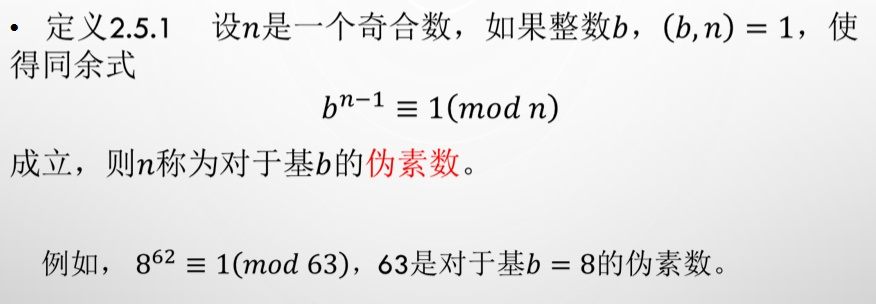 • 定义2.5.1 设n是一个奇合数，如果整数b，(b, n) = 1，使
得同余式
bⁿ⁻¹ ≡ 1(mod n)
成立，则n称为对于基b的伪素数。
例如， 8⁶² ≡ 1(mod 63)，63是对于基b = 8的伪素数。